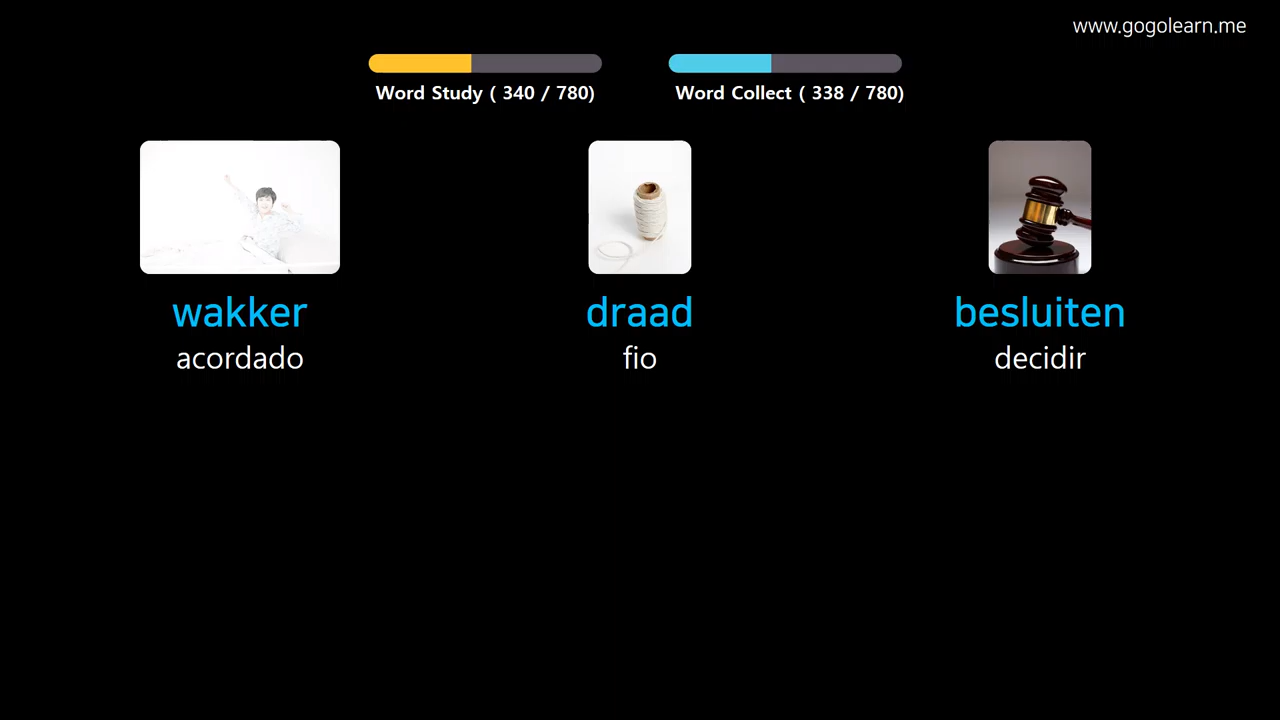 www.gogolearn.me
Word Study ( 340 / 780)
Word Collect ( 338 / 780)
wakker
acordado
draad
fio
besluiten
decidir